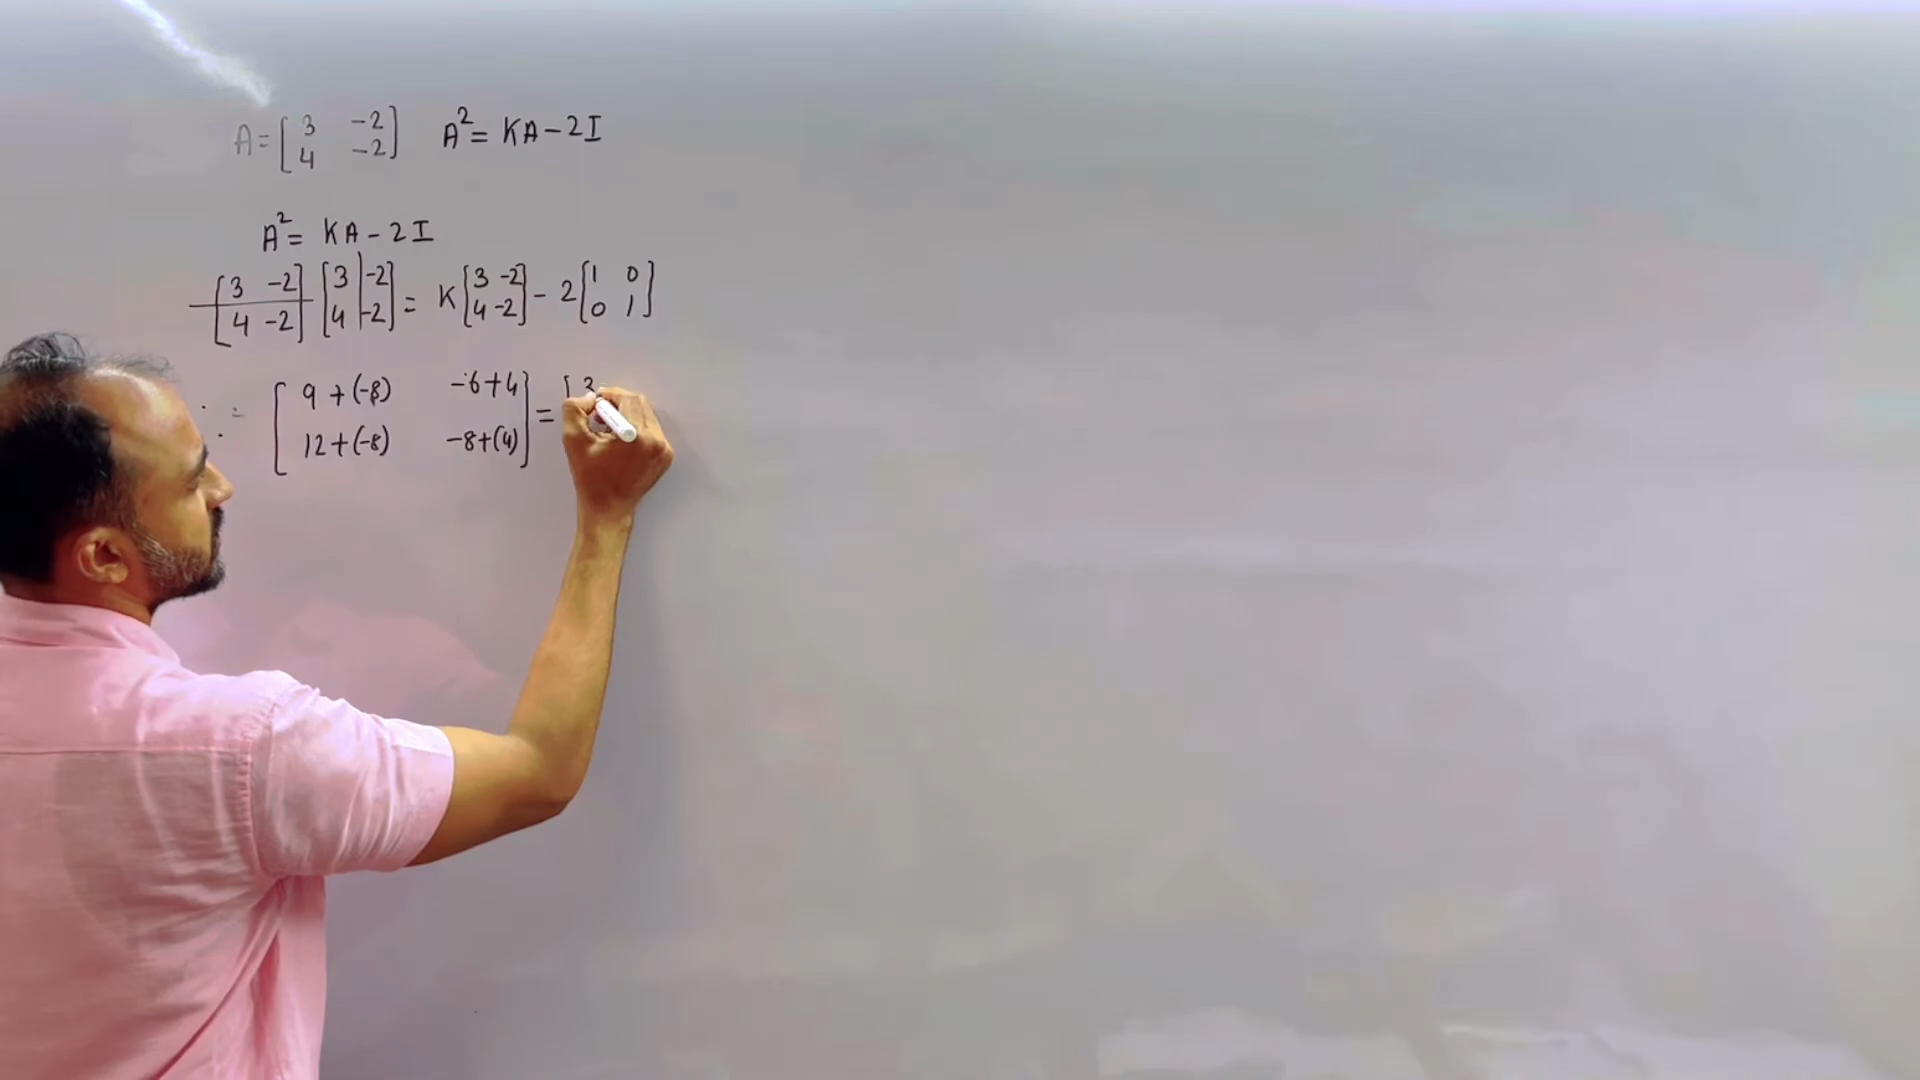 A = [3 -2 4 -2] A² = KA - 2I
A² = KA - 2I
[3 -2 4 -2] [3 -2 4 -2] = K [3 -2 4 -2] - 2 [1 0 0 1]
∴ = [9 + (-8) -6+4 12 + (-8) -8+(4)] = [3